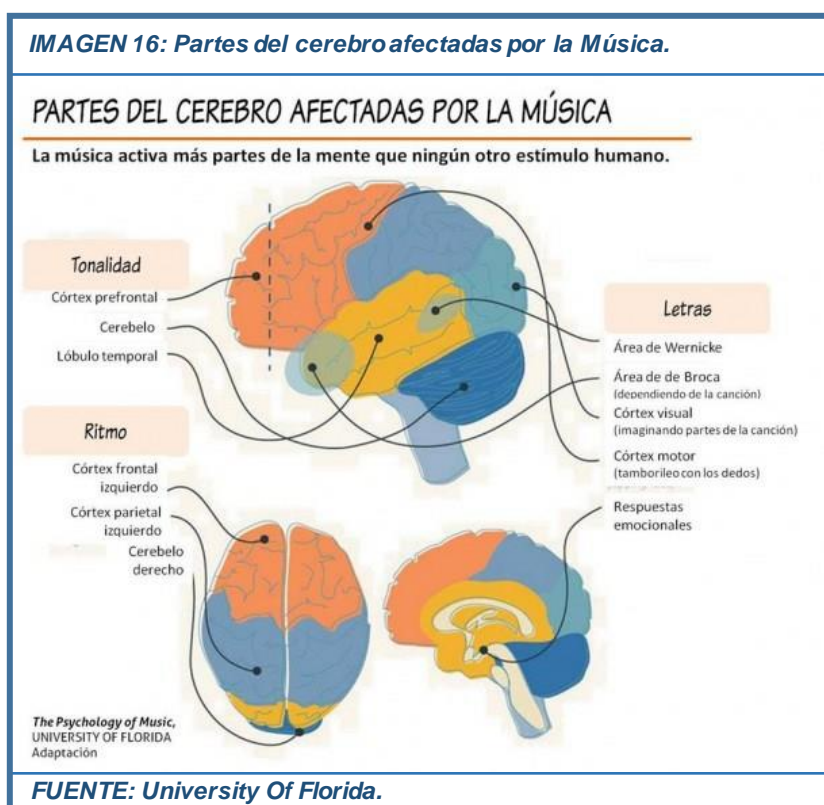 IMAGEN 16: Partes del cerebro afectadas por la Música.
PARTES DEL CEREBRO AFECTADAS POR LA MÚSICA
La música activa más partes de la mente que ningún otro estímulo humano.
Tonalidad
Córtex prefrontal
Cerebelo
Lóbulo temporal
Ritmo
Córtex frontal
izquierdo
Córtex parietal
izquierdo
Cerebelo
derecho
Letras
Área de Wernicke
Área de de Broca
(dependiendo de la canción)
Córtex visual
(imaginando partes de la canción)
Córtex motor
(tamborileo con los dedos)
Respuestas
emocionales
The Psychology of Music,
UNIVERSITY OF FLORIDA
Adaptación
FUENTE: University Of Florida.